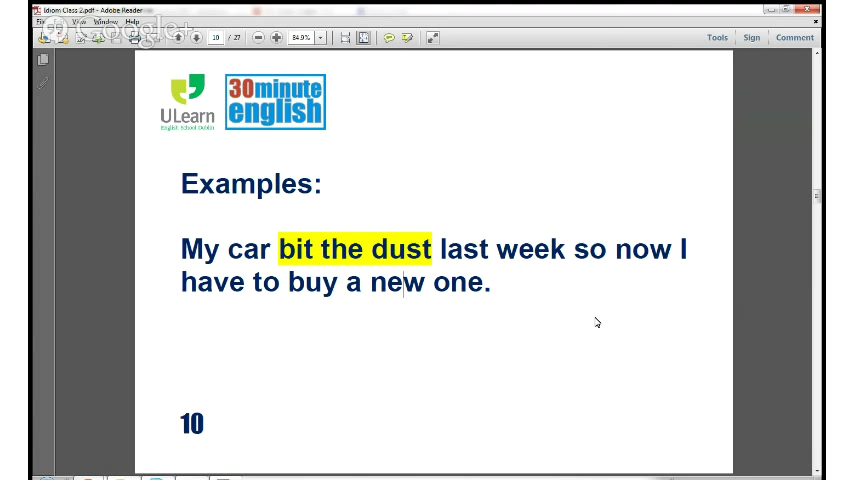 Idiom Class 2.pdf - Adobe Reader
View Window Help
Google+
10 / 27
84.9%
Tools Sign Comment
ULearn
English School Dublin
30minute
english
Examples:
My car bit the dust last week so now I
have to buy a new one.
10